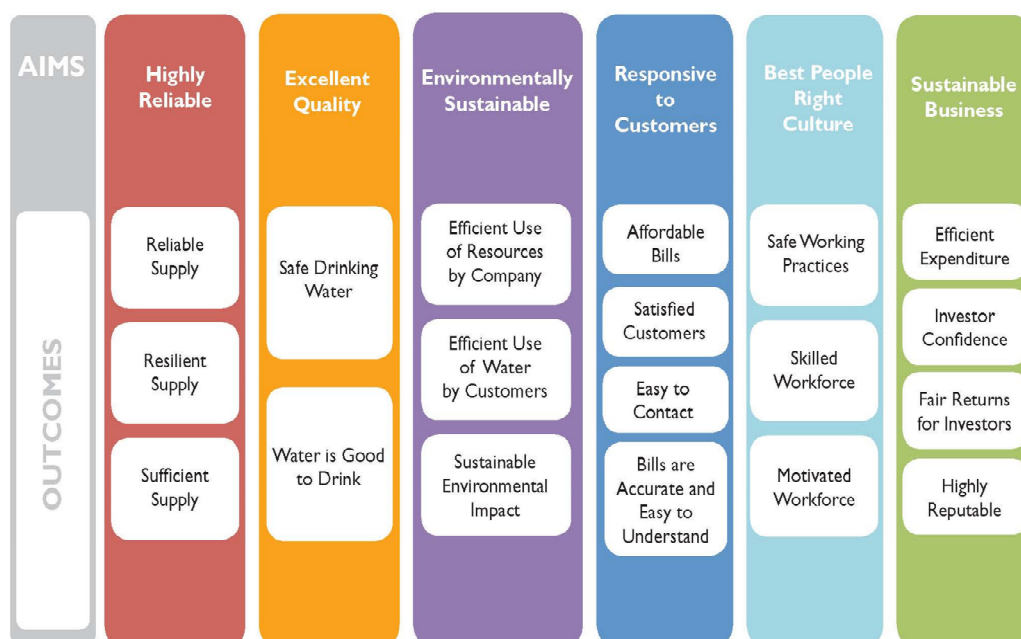 AIMS
Highly
Reliable
Excellent
Quality
Environmentally
Sustainable
Responsive
to
Customers
Best People
Right
Culture
Sustainable
Business
OUTCOMES
Reliable
Supply
Resilient
Supply
Sufficient
Supply
Safe Drinking
Water
Water is Good
to Drink
Efficient Use
of Resources
by Company
Efficient Use
of Water
by Customers
Sustainable
Environmental
Impact
Affordable
Bills
Satisfied
Customers
Easy to
Contact
Bills are
Accurate and
Easy to
Understand
Safe Working
Practices
Skilled
Workforce
Motivated
Workforce
Efficient
Expenditure
Investor
Confidence
Fair Returns
for Investors
Highly
Reputable